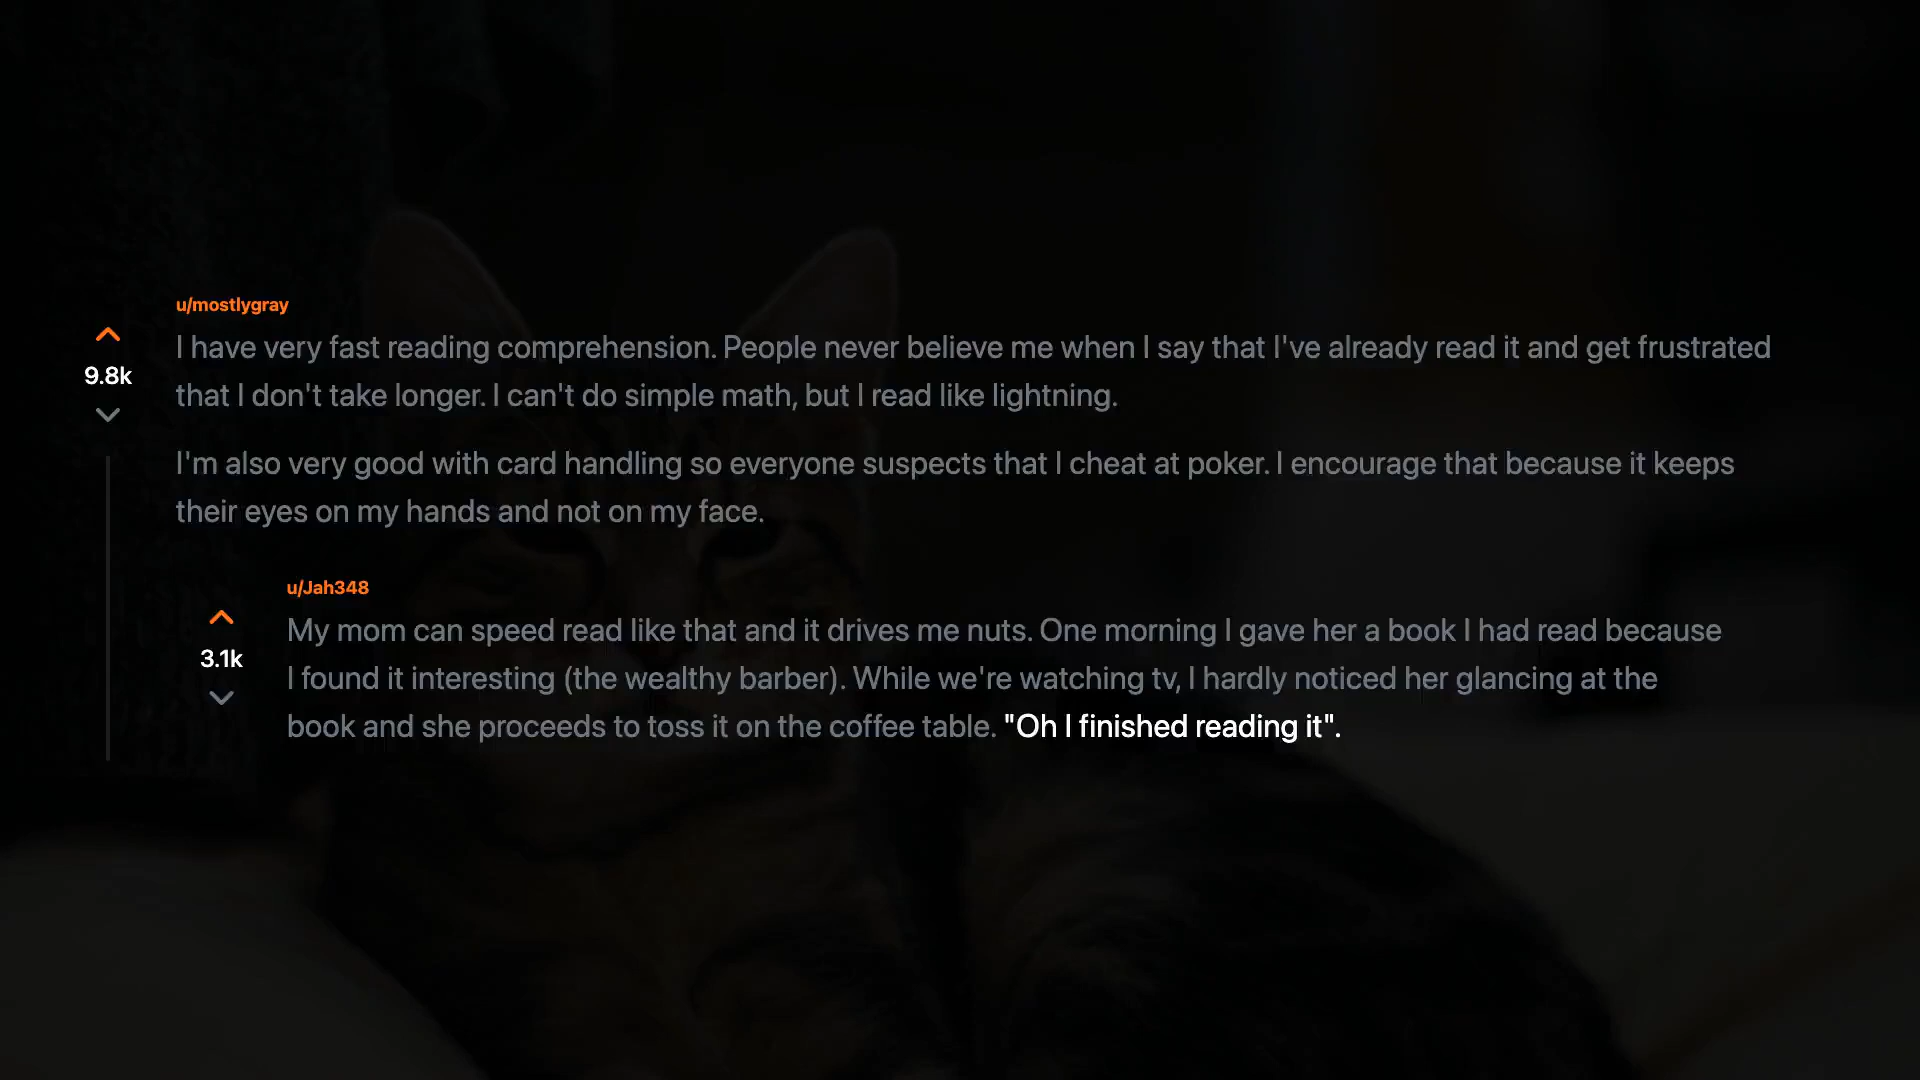 u/mostlygray
9.8k
I have very fast reading comprehension. People never believe me when I say that I've already read it and get frustrated
that I don't take longer. I can't do simple math, but I read like lightning.
I'm also very good with card handling so everyone suspects that I cheat at poker. I encourage that because it keeps
their eyes on my hands and not on my face.
u/Jah348
3.1k
My mom can speed read like that and it drives me nuts. One morning I gave her a book I had read because
I found it interesting (the wealthy barber). While we're watching tv, I hardly noticed her glancing at the
book and she proceeds to toss it on the coffee table. "Oh I finished reading it".